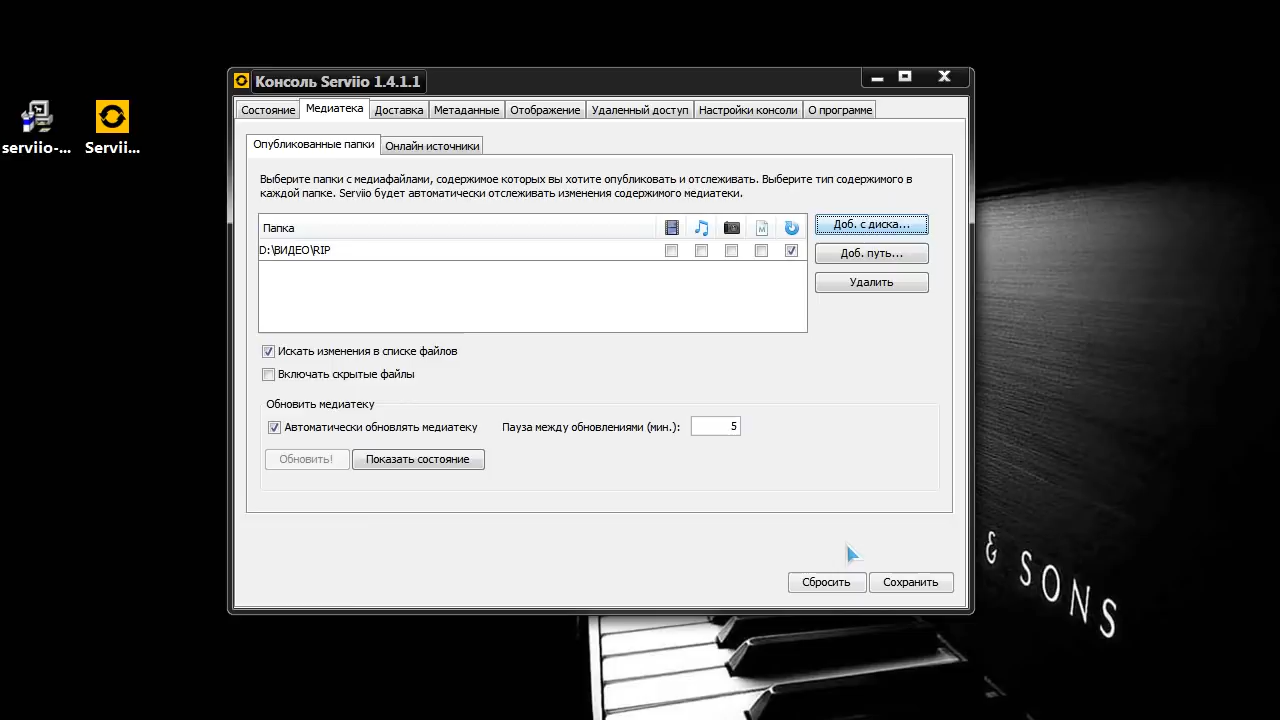 Консоль Serviio 1.4.1.1
Состояние Медиатека Доставка Метаданные Отображение Удаленный доступ Настройки консоли О программе
serviio-... Servii...
Опубликованные папки Онлайн источники
Выберите папки с медиафайлами, содержимое которых вы хотите опубликовать и отслеживать. Выберите тип содержимого в
каждой папке. Serviio будет автоматически отслеживать изменения содержимого медиатеки.
Папка
Доб. с диска...
D:\ВИДЕО\RIP
Доб. путь...
Удалить
Искать изменения в списке файлов
Включать скрытые файлы
Обновить медиатеку
Автоматически обновлять медиатеку Пауза между обновлениями (мин.): 5
Обновить! Показать состояние
Сбросить Сохранить
& SONS